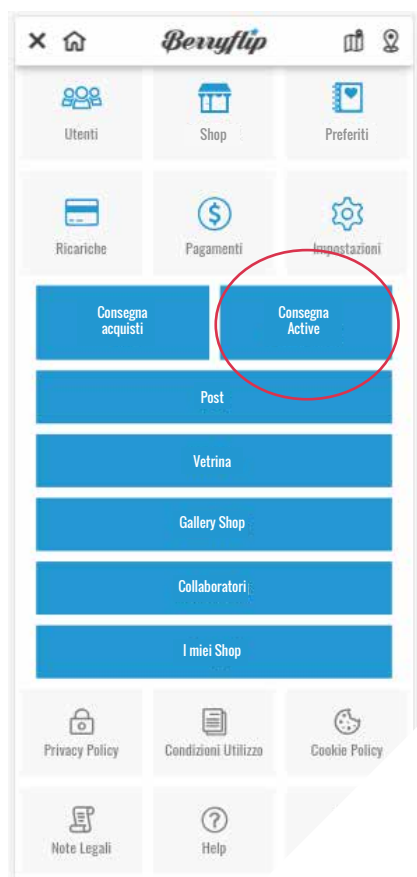 Berryflip
Utenti
Shop
Preferiti
Ricariche
Pagamenti
Impostazioni
Consegna
acquisti
Consegna
Active
Post
Vetrina
Gallery Shop
Collaboratori
I miei Shop
Privacy Policy
Condizioni Utilizzo
Cookie Policy
Note Legali
Help